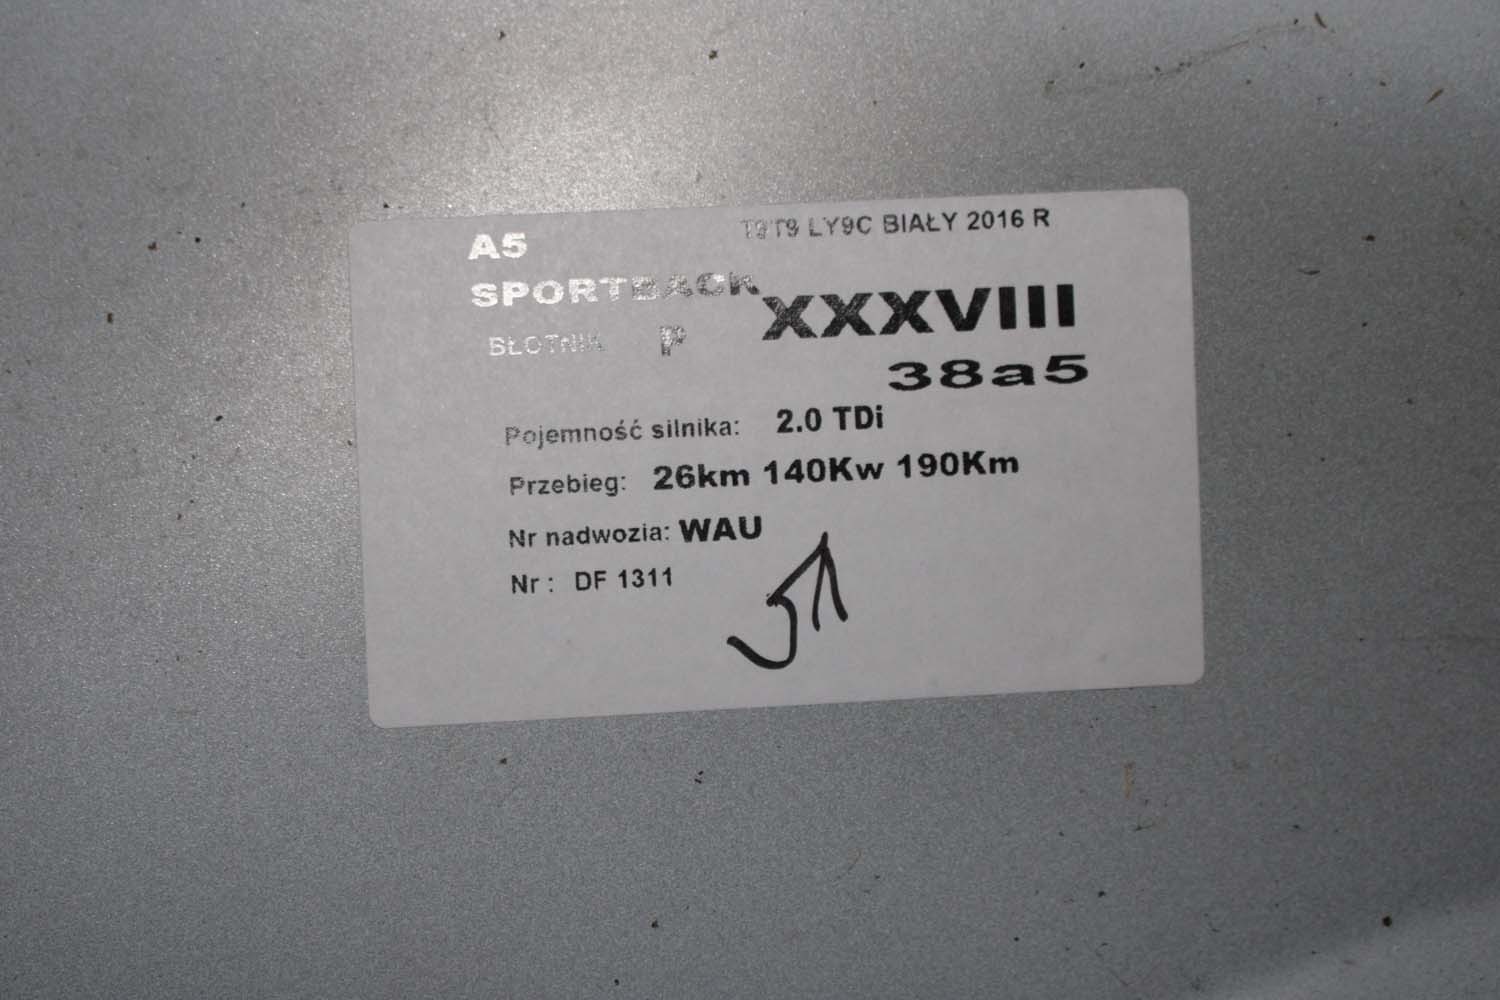 A5 T9T9 LY9C BIAŁY 2016 R
SPORTBACK XXXVIII
BŁOTNIK P
38a5
Pojemność silnika: 2.0 TDi
Przebieg: 26km 140Kw 190Km
Nr nadwozia: WAU
Nr : DF 1311